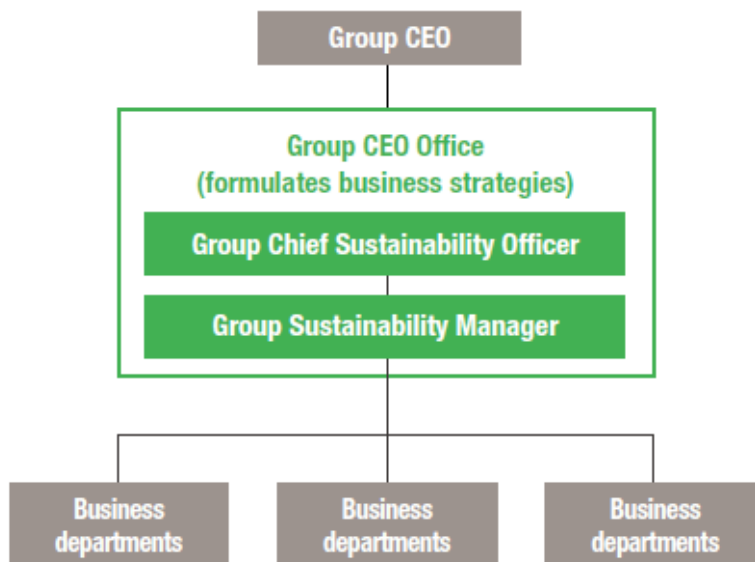 Group CEO
Group CEO Office
(formulates business strategies)
Group Chief Sustainability Officer
Group Sustainability Manager
Business
departments
Business
departments
Business
departments